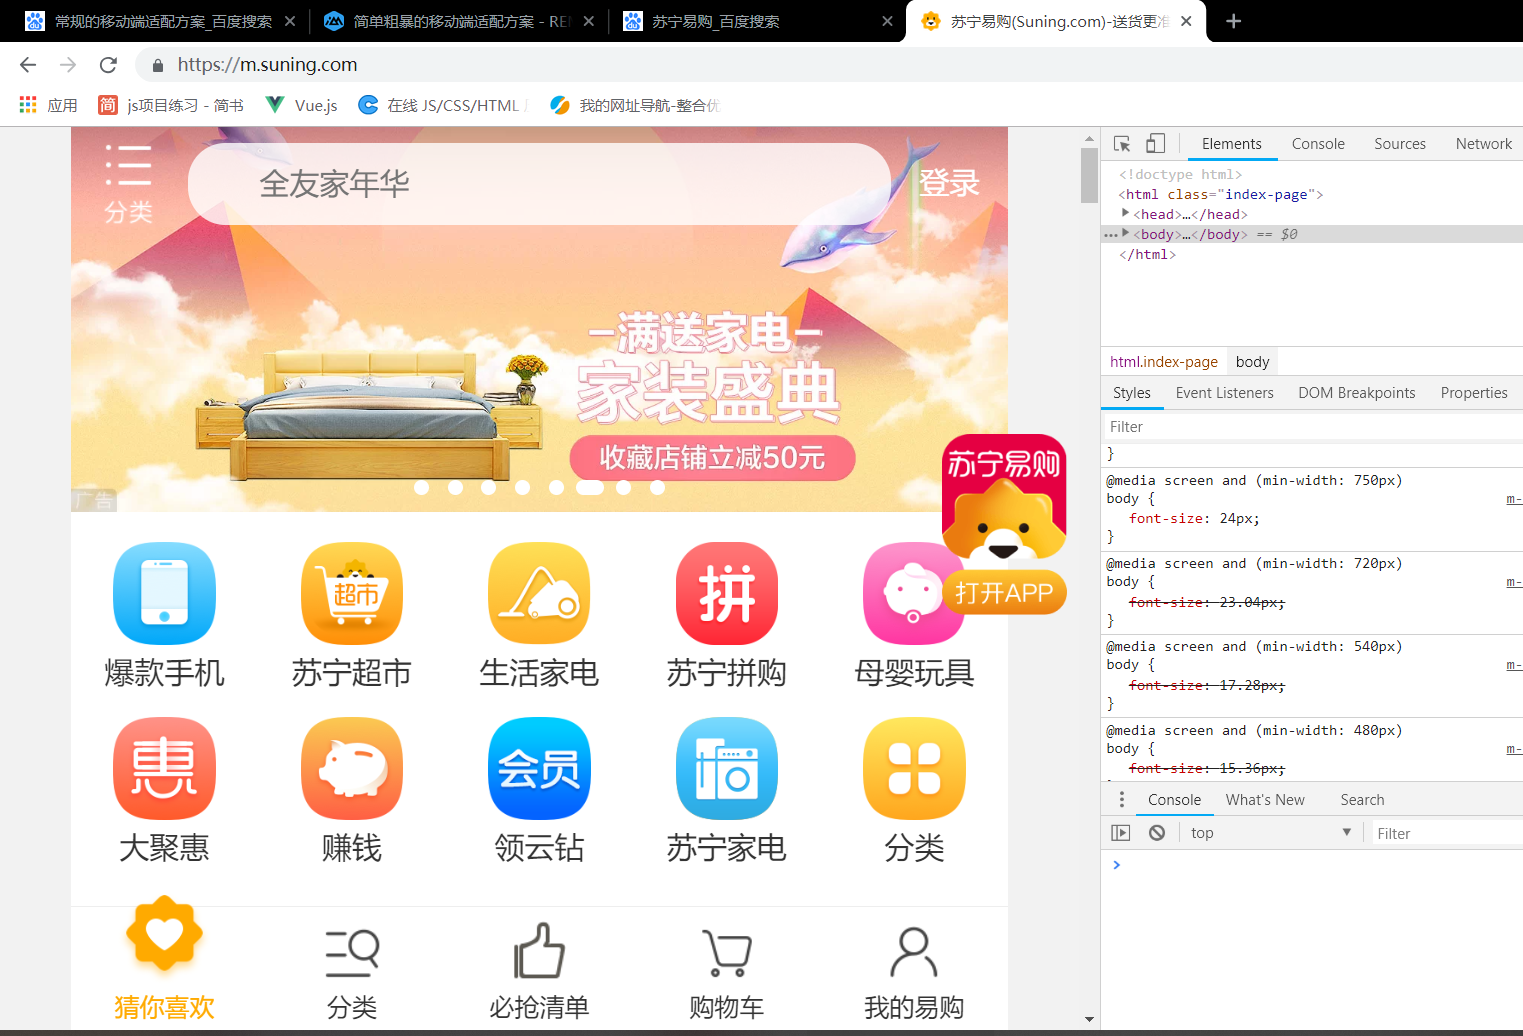 常规的移动端适配方案_百度搜索
简单粗暴的移动端适配方案 - REM
苏宁易购_百度搜索
苏宁易购(Suning.com)-送货更准
https://m.suning.com
应用
简 js项目练习 - 简书
Vue.js
在线 JS/CSS/HTML
我的网址导航-整合优
分类
全友家年华
登录
满送家电
家装盛典
收藏店铺立减50元
广告
苏宁易购
打开APP
超市
拼
爆款手机
苏宁超市
生活家电
苏宁拼购
母婴玩具
惠
会员
大聚惠
赚钱
领云钻
苏宁家电
分类
猜你喜欢
分类
必抢清单
购物车
我的易购
Elements
Console
Sources
Network
<!doctype html>
<html class="index-page">
<head>…</head>
<body>…</body> == $0
</html>
html.index-page
body
Styles
Event Listeners
DOM Breakpoints
Properties
Filter
}
@media screen and (min-width: 750px)
body {
m-
font-size: 24px;
}
@media screen and (min-width: 720px)
body {
m-
font-size: 23.04px;
}
@media screen and (min-width: 540px)
body {
m-
font-size: 17.28px;
}
@media screen and (min-width: 480px)
body {
m-
font-size: 15.36px;
Console
What's New
Search
top
Filter